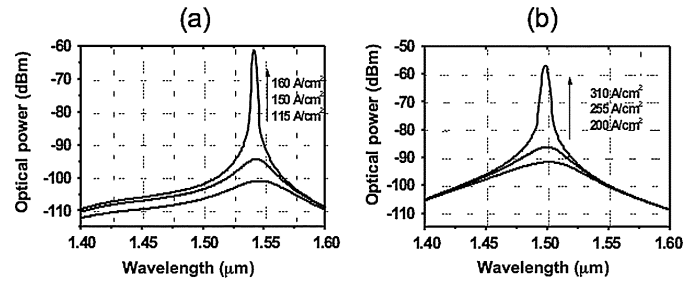 (a)
(b)
Optical power (dBm)
-60
-70
-80
-90
-100
-110
160 A/cm²
150 A/cm²
115 A/cm²
1.40
1.45
1.50
1.55
1.60
Wavelength (μm)
Optical power (dBm)
-50
-60
-70
-80
-90
-100
-110
310 A/cm²
255 A/cm²
200 A/cm²
1.40
1.45
1.50
1.55
1.60
Wavelength (μm)